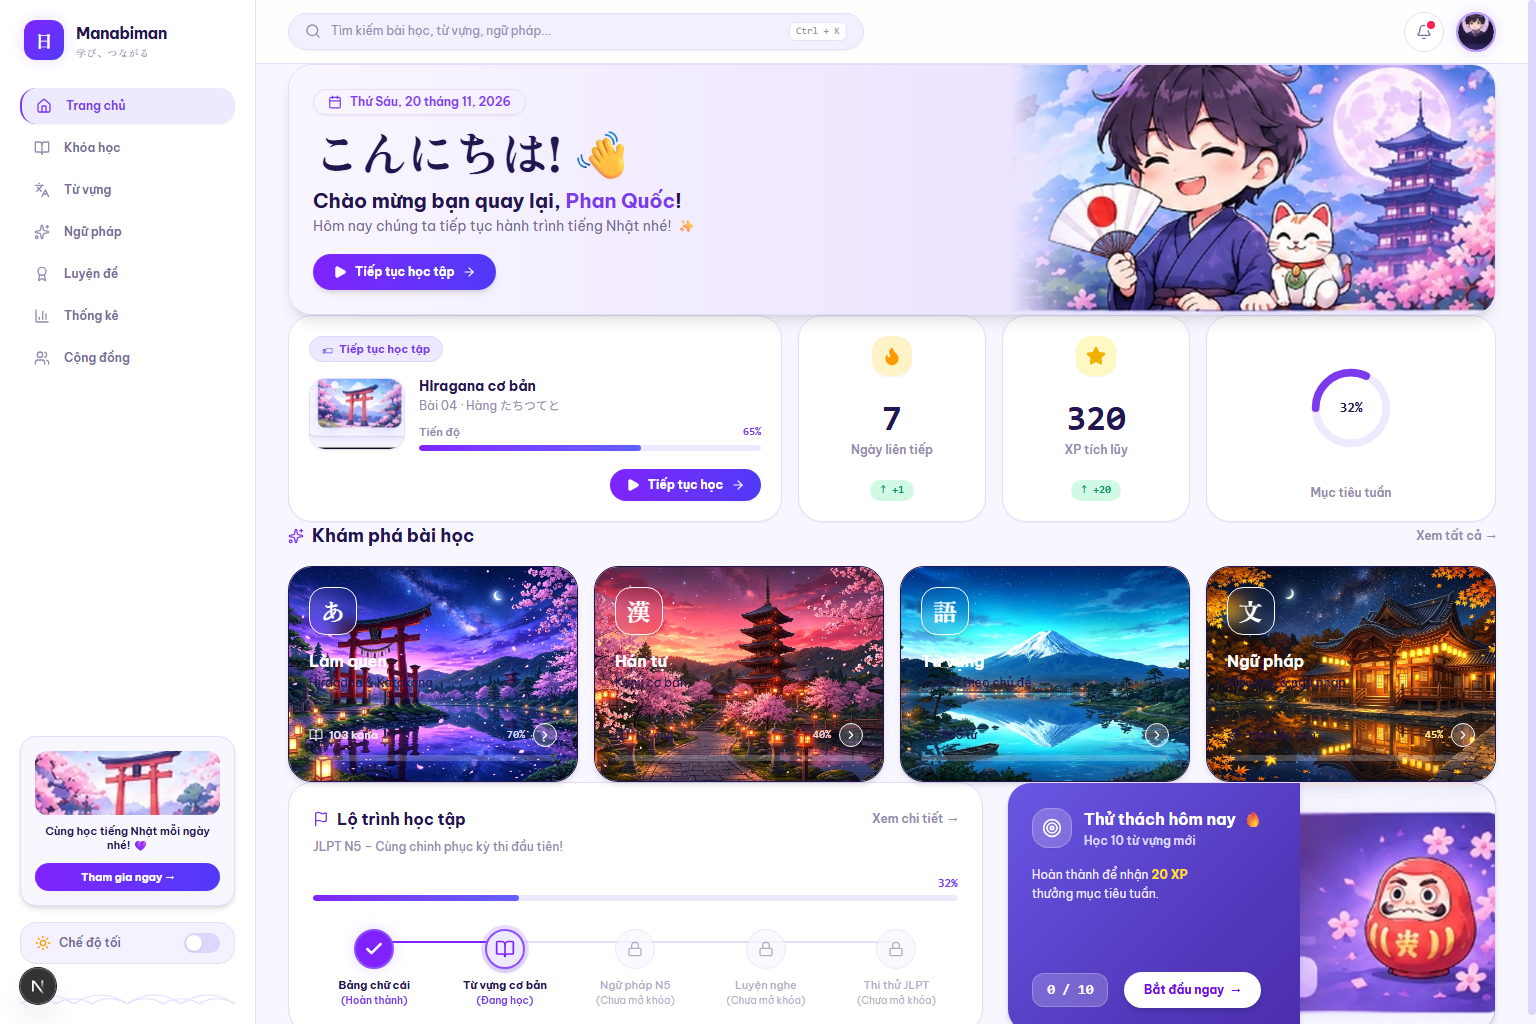 日
Manabiman
学び、つながる
Trang chủ
Khóa học
Từ vựng
Ngữ pháp
Luyện đề
Thống kê
Cộng đồng
Cùng học tiếng Nhật mỗi ngày
nhé! 💜
Tham gia ngay →
Chế độ tối
N
Tìm kiếm bài học, từ vựng, ngữ pháp...
Ctrl + K
Thứ Sáu, 20 tháng 11, 2026
こんにちは! 👋
Chào mừng bạn quay lại, Phan Quốc!
Hôm nay chúng ta tiếp tục hành trình tiếng Nhật nhé! ✨
Tiếp tục học tập →
Tiếp tục học tập
Hiragana cơ bản
Bài 04 · Hàng たちつてと
Tiến độ
65%
Tiếp tục học →
7
Ngày liên tiếp
↑ +1
320
XP tích lũy
↑ +20
32%
Mục tiêu tuần
Khám phá bài học
Xem tất cả →
あ
Làm quen
Hiragana & Katakana
103 kana
70%
漢
Hán tự
Kanji cơ bản
40%
語
Từ vựng
theo chủ đề
từ
文
Ngữ pháp
45%
Lộ trình học tập
Xem chi tiết →
JLPT N5 – Cùng chinh phục kỳ thi đầu tiên!
32%
Bảng chữ cái
(Hoàn thành)
Từ vựng cơ bản
(Đang học)
Ngữ pháp N5
(Chưa mở khóa)
Luyện nghe
(Chưa mở khóa)
Thi thử JLPT
(Chưa mở khóa)
Thử thách hôm nay 🔥
Học 10 từ vựng mới
Hoàn thành để nhận 20 XP
thưởng mục tiêu tuần.
0 / 10
Bắt đầu ngay →